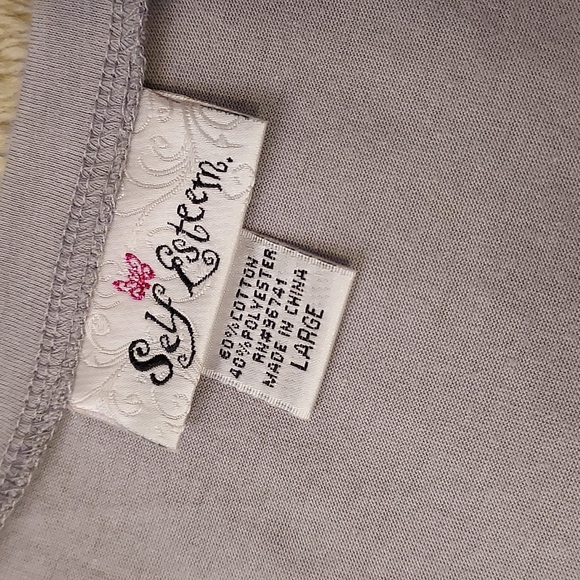 Self Esteem.
60% COTTON
40% POLYESTER
RN#96741
MADE IN CHINA
LARGE